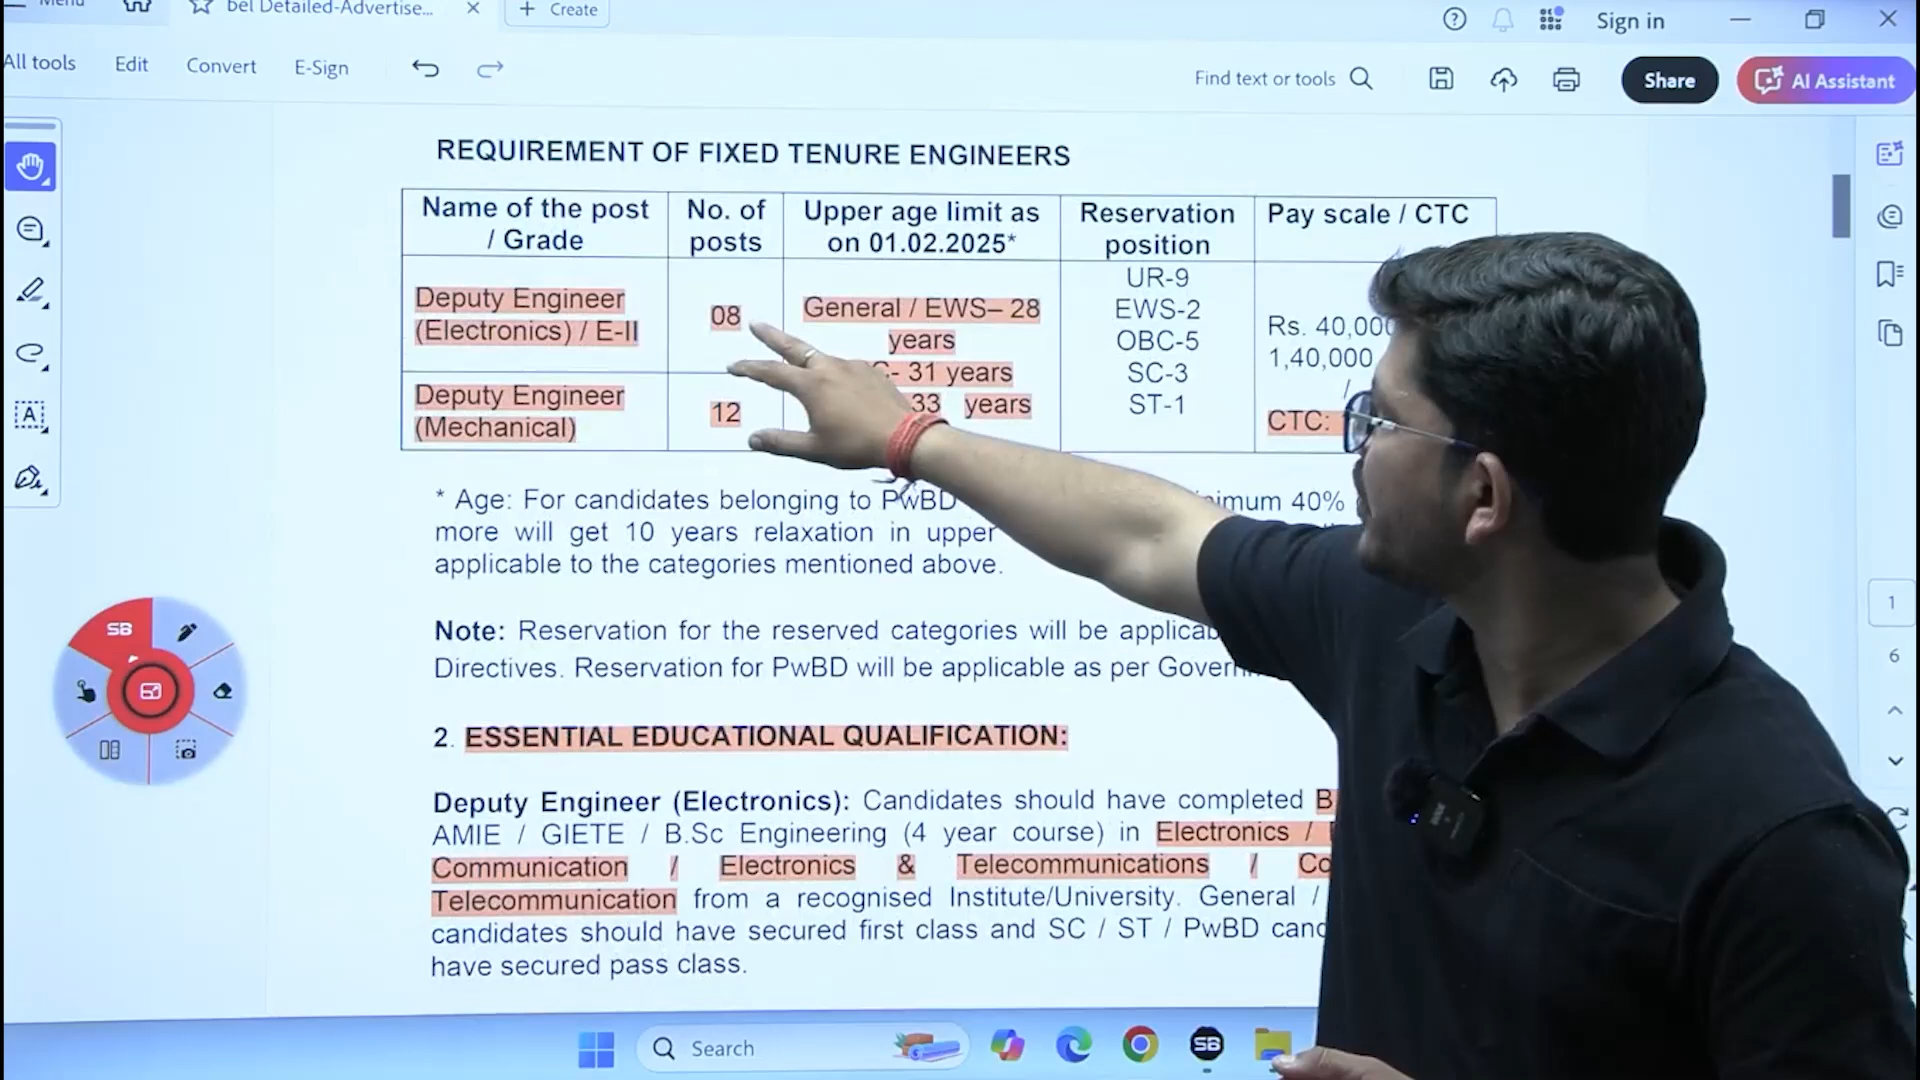 bel Detailed-Advertise...
Create
Sign in
All tools
Edit
Convert
E-Sign
Find text or tools
Share
AI Assistant
REQUIREMENT OF FIXED TENURE ENGINEERS
Name of the post / Grade
No. of posts
Upper age limit as on 01.02.2025*
Reservation position
Pay scale / CTC
Deputy Engineer
(Electronics) / E-II
08
General / EWS– 28
years
- 31 years
33 years
UR-9
EWS-2
OBC-5
SC-3
ST-1
Rs. 40,000
1,40,000
/
CTC:
Deputy Engineer
(Mechanical)
12
* Age: For candidates belonging to PwBD 40%
more will get 10 years relaxation in upper
applicable to the categories mentioned above.
Note: Reservation for the reserved categories will be
Directives. Reservation for PwBD will be applicable as per
2. ESSENTIAL EDUCATIONAL QUALIFICATION:
Deputy Engineer (Electronics): Candidates should have completed B
AMIE / GIETE / B.Sc Engineering (4 year course) in Electronics /
Communication / Electronics & Telecommunications / Co
Telecommunication from a recognised Institute/University. General /
candidates should have secured first class and SC / ST / PwBD
have secured pass class.
SB
1
6
Search
SB